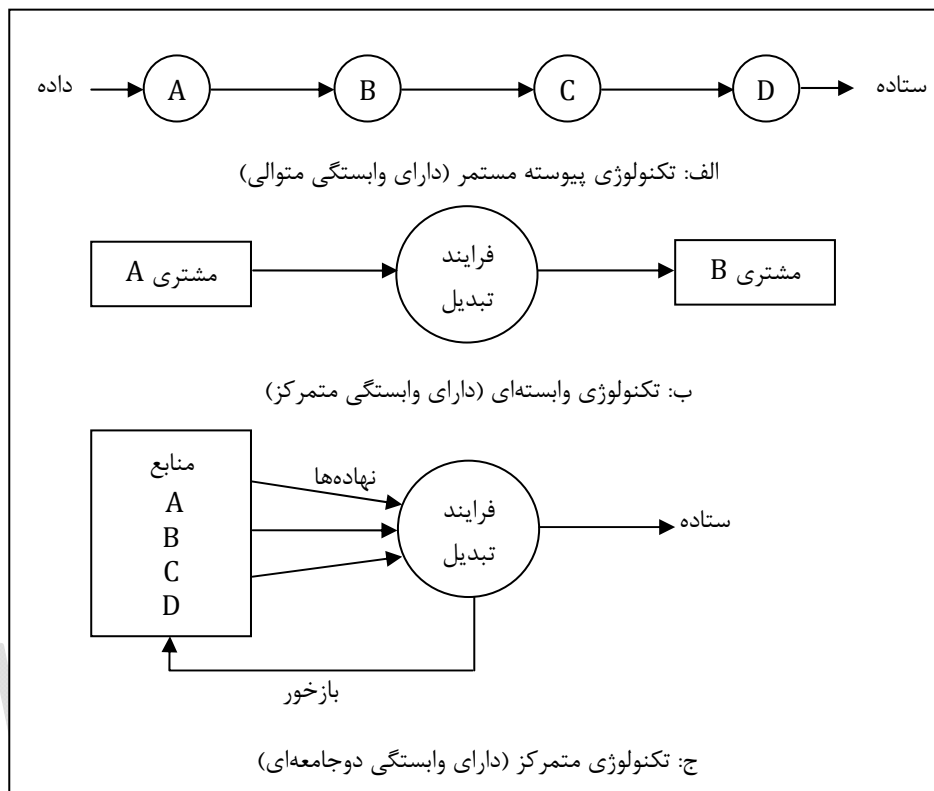 داده
A
B
C
D
ستاده
الف: تکنولوژی پیوسته مستمر (دارای وابستگی متوالی)
مشتری A
فرایند
تبدیل
مشتری B
ب: تکنولوژی وابسته‌ای (دارای وابستگی متمرکز)
منابع
A
B
C
D
نهاده‌ها
فرایند
تبدیل
ستاده
بازخور
ج: تکنولوژی متمرکز (دارای وابستگی دوجامعه‌ای)